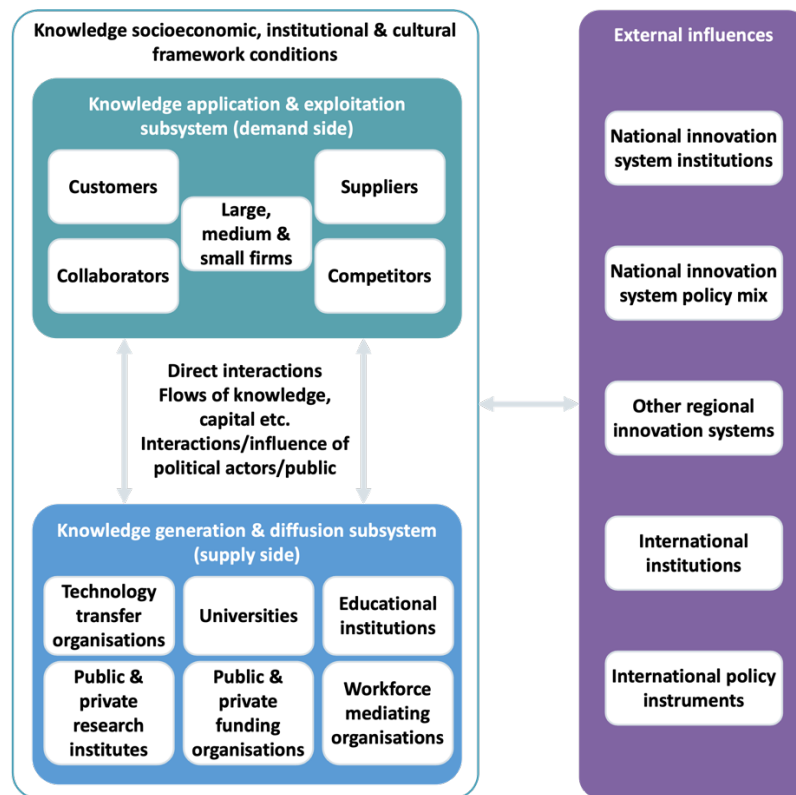 Knowledge socioeconomic, institutional & cultural
framework conditions
Knowledge application & exploitation
subsystem (demand side)
Customers
Suppliers
Large,
medium &
small firms
Collaborators
Competitors
Direct interactions
Flows of knowledge,
capital etc.
Interactions/influence of
political actors/public
Knowledge generation & diffusion subsystem
(supply side)
Technology
transfer
organisations
Universities
Educational
institutions
Public &
private
research
institutes
Public &
private
funding
organisations
Workforce
mediating
organisations
External influences
National innovation
system institutions
National innovation
system policy mix
Other regional
innovation systems
International
institutions
International policy
instruments